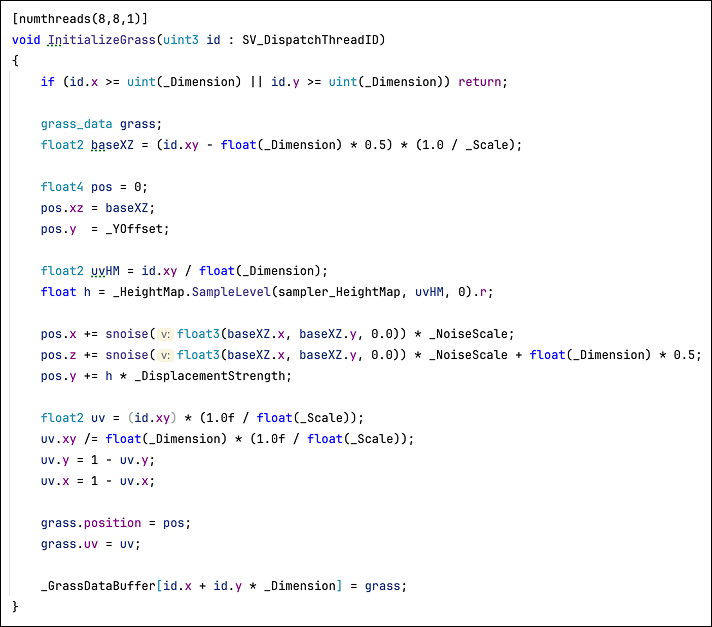 [numthreads(8,8,1)]
void InitializeGrass(uint3 id : SV_DispatchThreadID)
{
    if (id.x >= uint(_Dimension) || id.y >= uint(_Dimension)) return;

    grass_data grass;
    float2 baseXZ = (id.xy - float(_Dimension) * 0.5) * (1.0 / _Scale);

    float4 pos = 0;
    pos.xz = baseXZ;
    pos.y  = _YOffset;

    float2 uvHM = id.xy / float(_Dimension);
    float h = _HeightMap.SampleLevel(sampler_HeightMap, uvHM, 0).r;

    pos.x += snoise( v: float3(baseXZ.x, baseXZ.y, 0.0)) * _NoiseScale;
    pos.z += snoise( v: float3(baseXZ.x, baseXZ.y, 0.0)) * _NoiseScale + float(_Dimension) * 0.5;
    pos.y += h * _DisplacementStrength;

    float2 uv = (id.xy) * (1.0f / float(_Scale));
    uv.xy /= float(_Dimension) * (1.0f / float(_Scale));
    uv.y = 1 - uv.y;
    uv.x = 1 - uv.x;

    grass.position = pos;
    grass.uv = uv;

    _GrassDataBuffer[id.x + id.y * _Dimension] = grass;
}